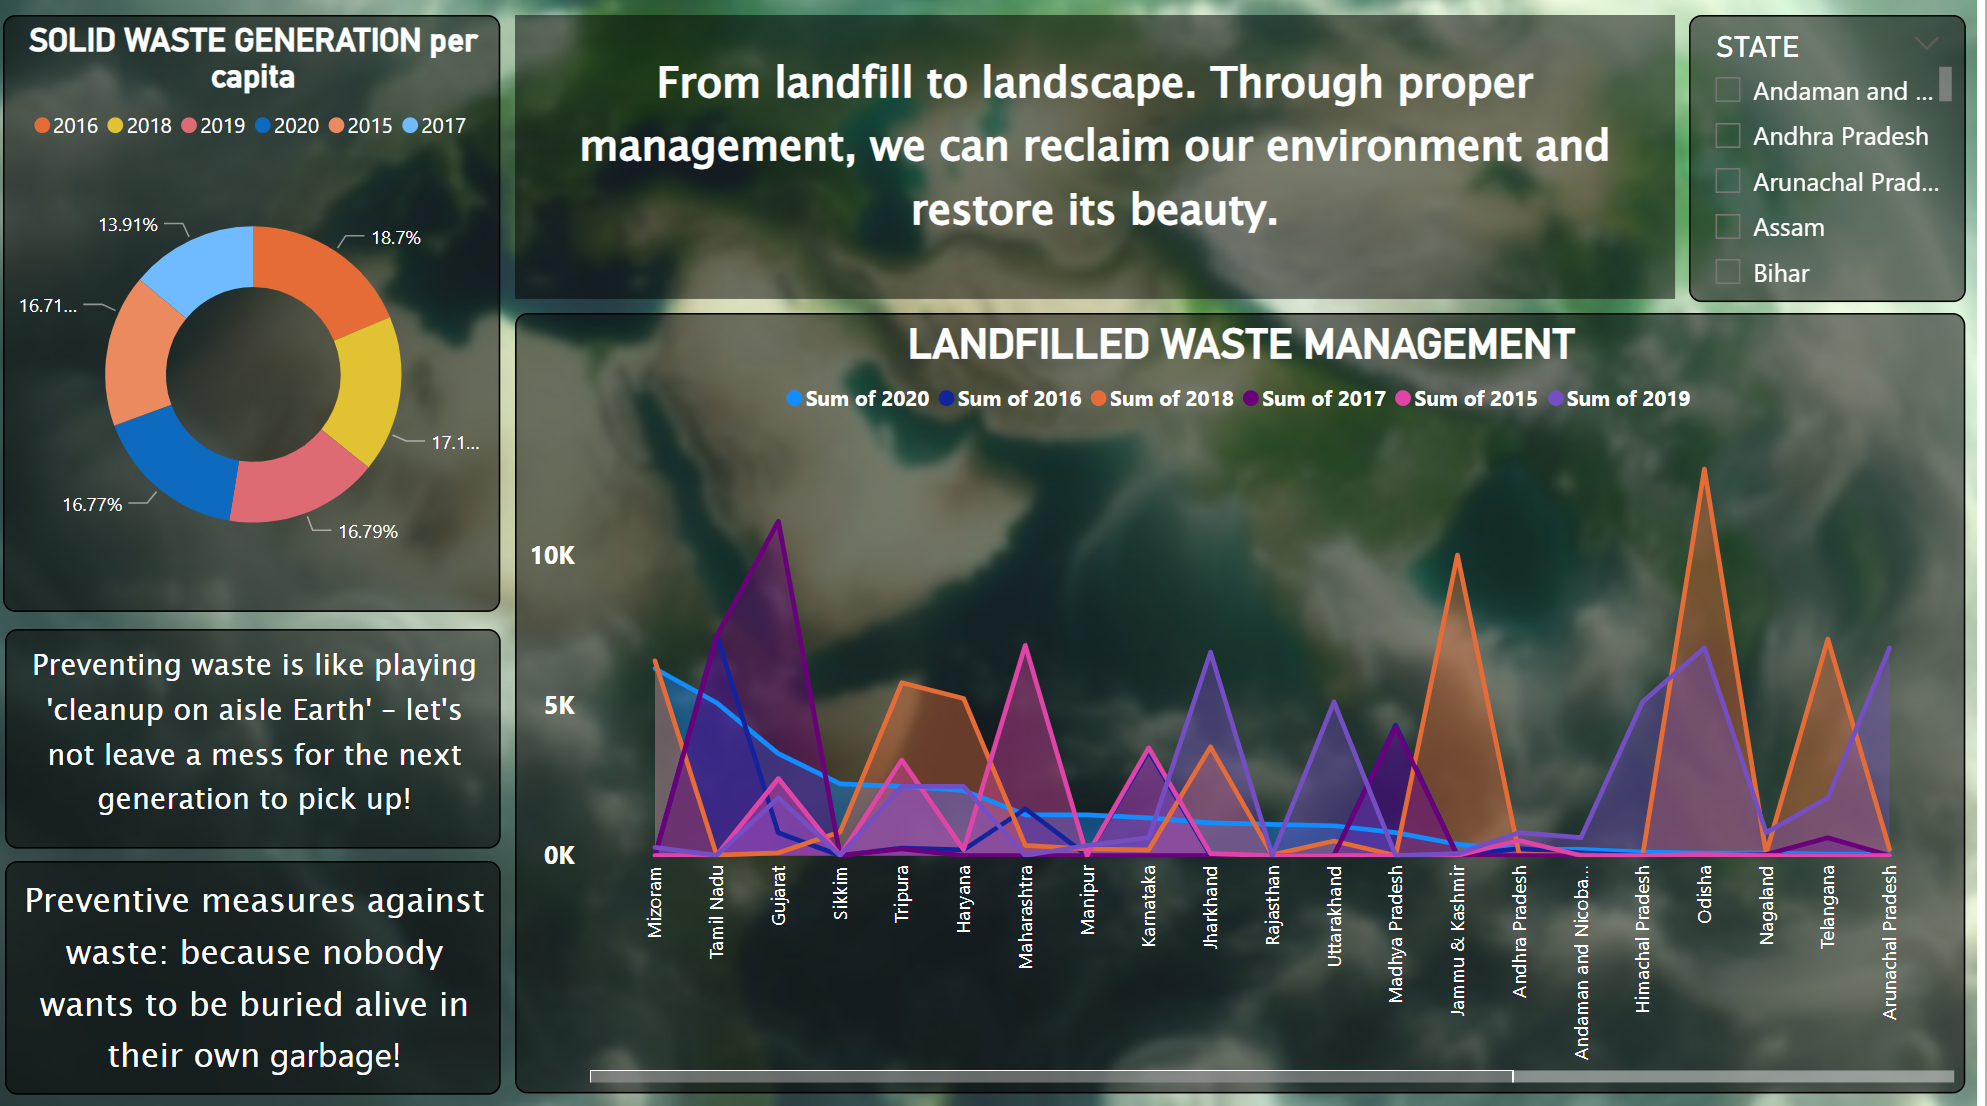 SOLID WASTE GENERATION per
capita
2016 2018 2019 2020 2015 2017
13.91%
18.7%
16.71...
17.1...
16.77%
16.79%
Preventing waste is like playing
'cleanup on aisle Earth' – let's
not leave a mess for the next
generation to pick up!
Preventive measures against
waste: because nobody
wants to be buried alive in
their own garbage!
From landfill to landscape. Through proper
management, we can reclaim our environment and
restore its beauty.
STATE
Andaman and ...
Andhra Pradesh
Arunachal Prad...
Assam
Bihar
LANDFILLED WASTE MANAGEMENT
Sum of 2020 Sum of 2016 Sum of 2018 Sum of 2017 Sum of 2015 Sum of 2019
10K
5K
0K
Mizoram
Tamil Nadu
Gujarat
Sikkim
Tripura
Haryana
Maharashtra
Manipur
Karnataka
Jharkhand
Rajasthan
Uttarakhand
Madhya Pradesh
Jammu & Kashmir
Andhra Pradesh
Andaman and Nicoba...
Himachal Pradesh
Odisha
Nagaland
Telangana
Arunachal Pradesh